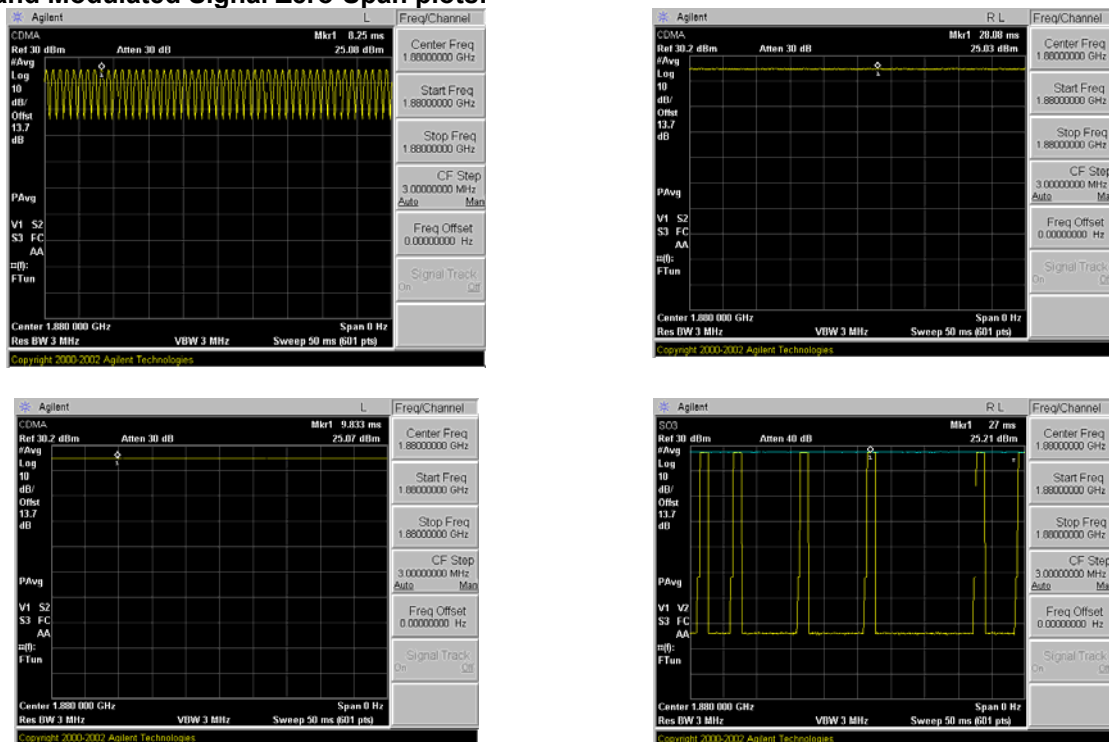 and Modulated Signal Zero Span plots.
Agilent L Freq/Channel
CDMA Mkr1 8.25 ms
Ref 30 dBm Atten 30 dB 25.08 dBm
#Avg
Log
10
dB/
Offst
13.7
dB
PAvg
V1 S2
S3 FC
AA
¤(f):
FTun
Center 1.880 000 GHz Span 0 Hz
Res BW 3 MHz VBW 3 MHz Sweep 50 ms (601 pts)
Copyright 2000-2002 Agilent Technologies
Center Freq
1.88000000 GHz
Start Freq
1.88000000 GHz
Stop Freq
1.88000000 GHz
CF Step
3.00000000 MHz
Auto Man
Freq Offset
0.00000000 Hz
Signal Track
On Off
Agilent R L Freq/Channel
CDMA Mkr1 28.08 ms
Ref 30.2 dBm Atten 30 dB 25.03 dBm
#Avg
Log
10
dB/
Offst
13.7
dB
PAvg
V1 S2
S3 FC
AA
¤(f):
FTun
Center 1.880 000 GHz Span 0 Hz
Res BW 3 MHz VBW 3 MHz Sweep 50 ms (601 pts)
Copyright 2000-2002 Agilent Technologies
Center Freq
1.88000000 GHz
Start Freq
1.88000000 GHz
Stop Freq
1.88000000 GHz
CF Step
3.00000000 MHz
Auto Ma
Freq Offset
0.00000000 Hz
Signal Track
On Of
Agilent L Freq/Channel
CDMA Mkr1 9.833 ms
Ref 30.2 dBm Atten 30 dB 25.07 dBm
#Avg
Log
10
dB/
Offst
13.7
dB
PAvg
V1 S2
S3 FC
AA
¤(f):
FTun
Center 1.880 000 GHz Span 0 Hz
Res BW 3 MHz VBW 3 MHz Sweep 50 ms (601 pts)
Copyright 2000-2002 Agilent Technologies
Center Freq
1.88000000 GHz
Start Freq
1.88000000 GHz
Stop Freq
1.88000000 GHz
CF Step
3.00000000 MHz
Auto Man
Freq Offset
0.00000000 Hz
Signal Track
On Off
Agilent R L Freq/Channel
SO3 Mkr1 27 ms
Ref 30 dBm Atten 40 dB 25.21 dBm
#Avg
Log
10
dB/
Offst
13.7
dB
PAvg
V1 V2
S3 FC
AA
¤(f):
FTun
Center 1.880 000 GHz Span 0 Hz
Res BW 3 MHz VBW 3 MHz Sweep 50 ms (601 pts)
Copyright 2000-2002 Agilent Technologies
Center Freq
1.88000000 GHz
Start Freq
1.88000000 GHz
Stop Freq
1.88000000 GHz
CF Step
3.00000000 MHz
Auto Ma
Freq Offset
0.00000000 Hz
Signal Track
On Of